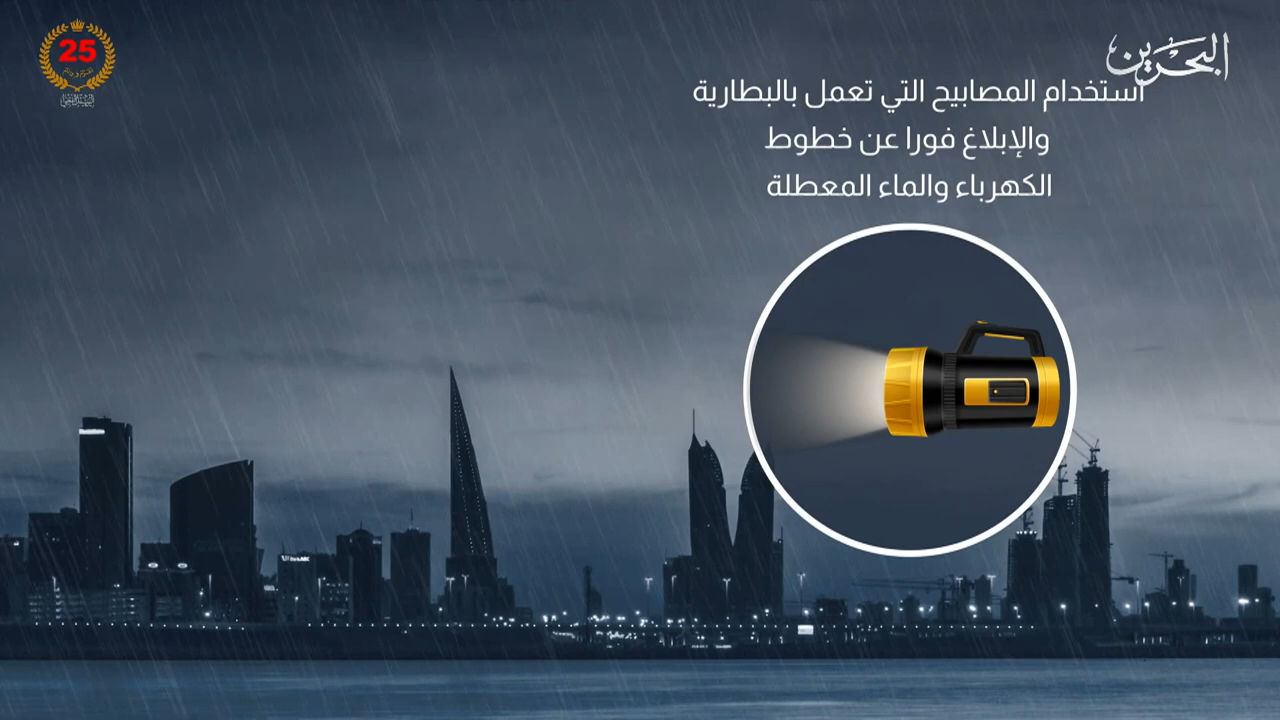 البحرين
25
استخدام المصابيح التي تعمل بالبطارية
والإبلاغ فورا عن خطوط
الكهرباء والماء المعطلة